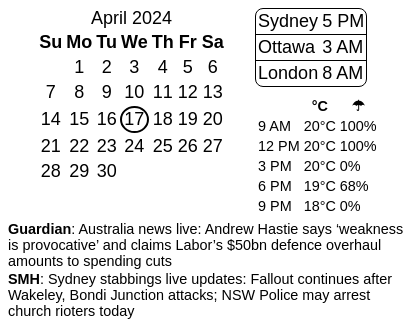 April 2024
Su Mo Tu We Th Fr Sa
1 2 3 4 5 6
7 8 9 10 11 12 13
14 15 16 17 18 19 20
21 22 23 24 25 26 27
28 29 30
Sydney 5 PM
Ottawa 3 AM
London 8 AM
°C ☂
9 AM 20°C 100%
12 PM 20°C 100%
3 PM 20°C 0%
6 PM 19°C 68%
9 PM 18°C 0%
Guardian: Australia news live: Andrew Hastie says ‘weakness
is provocative’ and claims Labor’s $50bn defence overhaul
amounts to spending cuts
SMH: Sydney stabbings live updates: Fallout continues after
Wakeley, Bondi Junction attacks; NSW Police may arrest
church rioters today